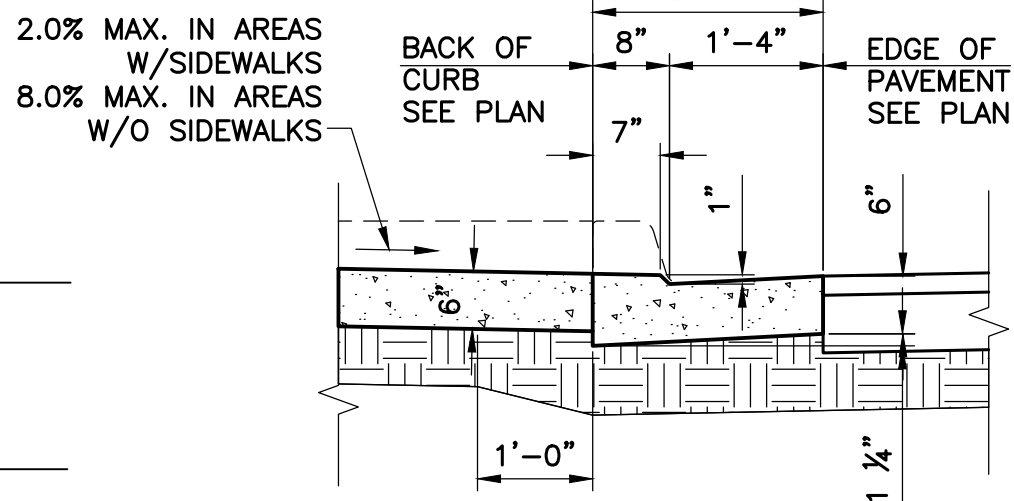 2.0% MAX. IN AREAS
W/SIDEWALKS
8.0% MAX. IN AREAS
W/O SIDEWALKS
BACK OF
CURB
SEE PLAN
8"
1'-4"
EDGE OF
PAVEMENT
SEE PLAN
7"
1"
6"
6"
1'-0"
1 ¼"